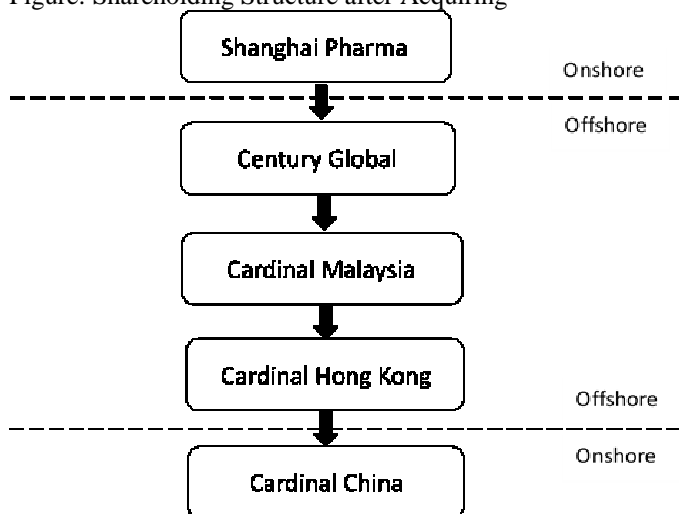 Figure: Shareholding Structure after Acquiring
Shanghai Pharma
Onshore
Offshore
Century Global
Cardinal Malaysia
Cardinal Hong Kong
Offshore
Onshore
Cardinal China